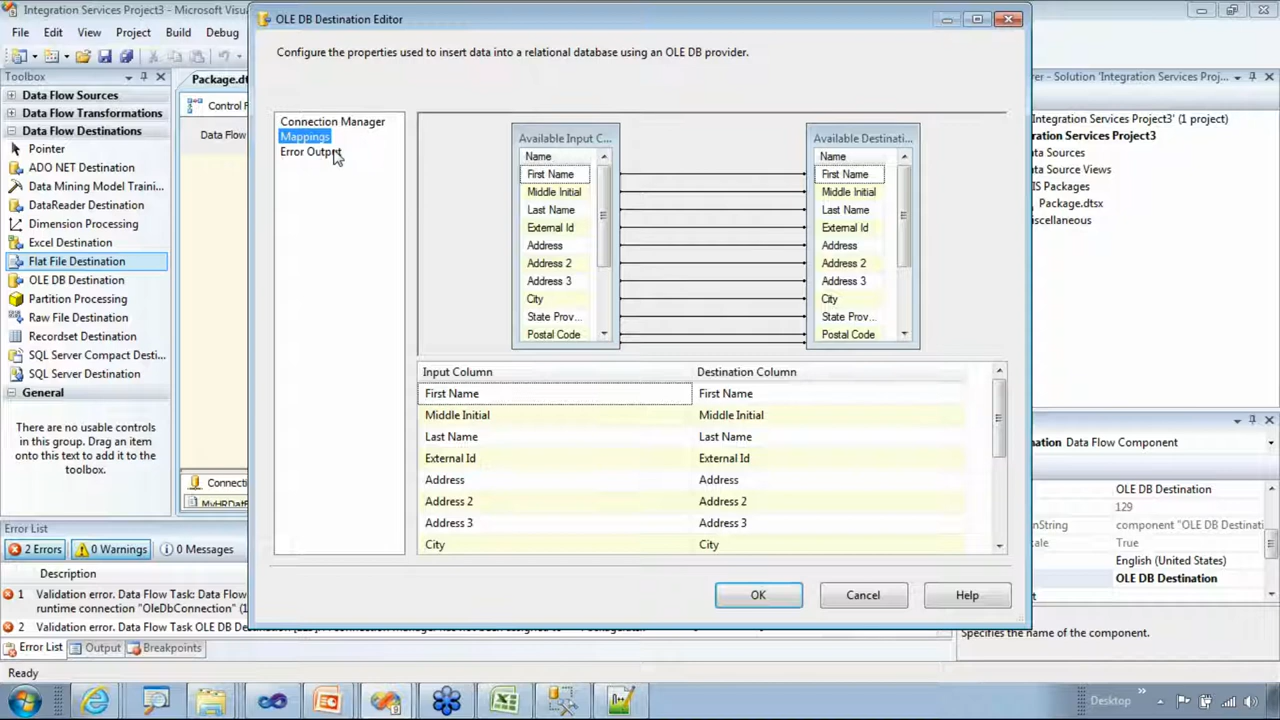 Integration Services Project3 - Microsoft Visu
OLE DB Destination Editor
File Edit View Project Build Debug
Configure the properties used to insert data into a relational database using an OLE DB provider.
Toolbox
Data Flow Sources
Data Flow Transformations
Data Flow Destinations
Pointer
ADO NET Destination
Data Mining Model Traini...
DataReader Destination
Dimension Processing
Excel Destination
Flat File Destination
OLE DB Destination
Partition Processing
Raw File Destination
Recordset Destination
SQL Server Compact Desti...
SQL Server Destination
General
There are no usable controls
in this group. Drag an item
onto this text to add it to the
toolbox.
Package.dt
Control F
Data Flow
Connecti
MyHRDatF
Connection Manager
Mappings
Error Output
Available Input C...
Name
First Name
Middle Initial
Last Name
External Id
Address
Address 2
Address 3
City
State Prov...
Postal Code
Available Destinati...
Name
First Name
Middle Initial
Last Name
External Id
Address
Address 2
Address 3
City
State Prov...
Postal Code
Input Column Destination Column
First Name First Name
Middle Initial Middle Initial
Last Name Last Name
External Id External Id
Address Address
Address 2 Address 2
Address 3 Address 3
City City
OK Cancel Help
rer - Solution 'Integration Services Proj...
ntegration Services Project3' (1 project)
ntegration Services Project3
ata Sources
ata Source Views
IS Packages
Package.dtsx
iscellaneous
nation Data Flow Component
OLE DB Destination
129
nString component "OLE DB Destinati
cale True
English (United States)
OLE DB Destination
Specifies the name of the component.
Error List
2 Errors 0 Warnings 0 Messages
Description
1 Validation error. Data Flow Task: Data F
runtime connection "OleDbConnection" (1
2 Validation error. Data Flow Task OLE DB Des
Error List Output Breakpoints
Ready
Desktop